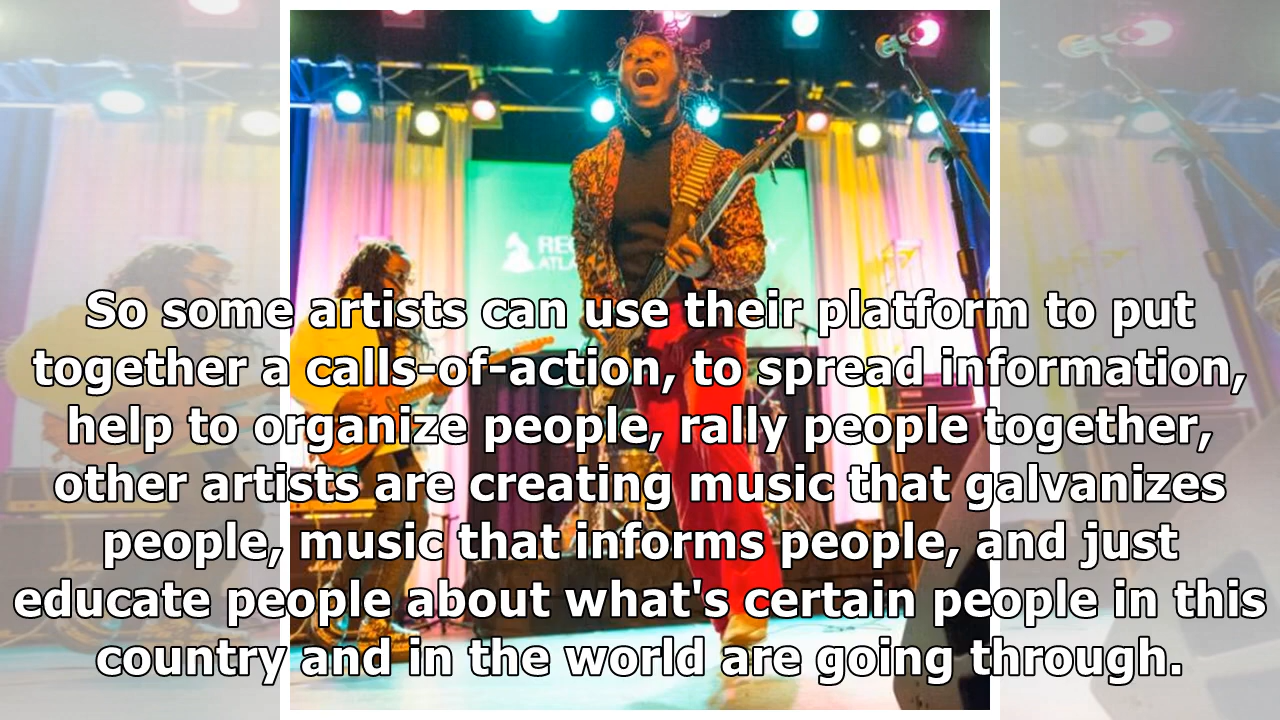 REC
ATLA
So some artists can use their platform to put
together a calls-of-action, to spread information,
help to organize people, rally people together,
other artists are creating music that galvanizes
people, music that informs people, and just
educate people about what's certain people in this
country and in the world are going through.